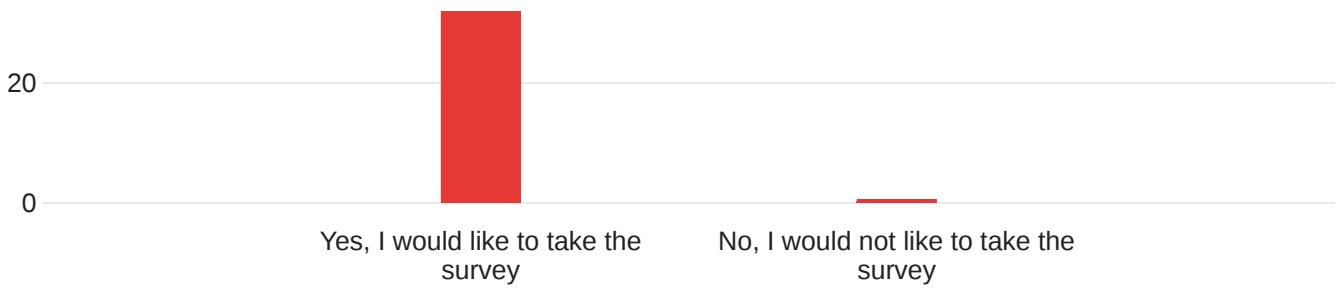 20
0
Yes, I would like to take the
survey
No, I would not like to take the
survey